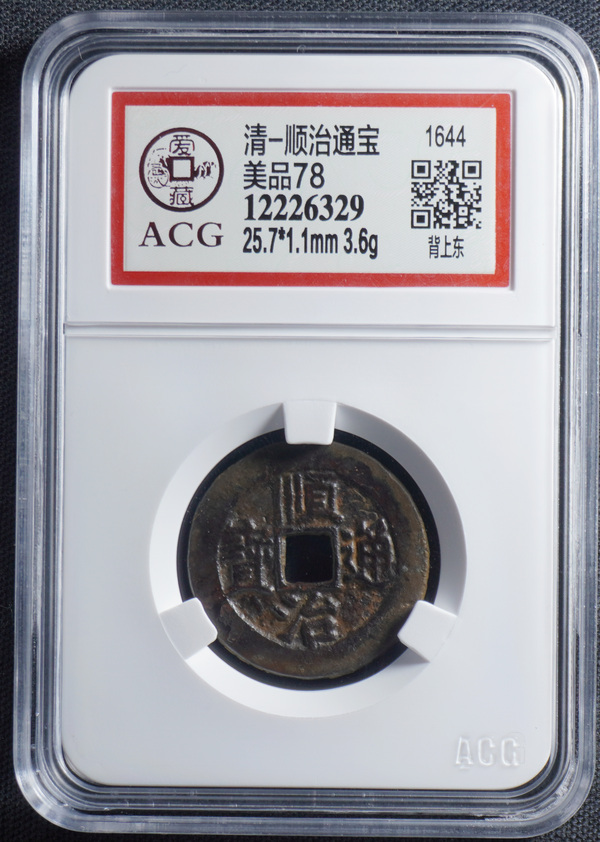 爱藏
ACG
清–顺治通宝
美品78
12226329
25.7*1.1mm 3.6g
1644
背上东
順治通寶
ACG